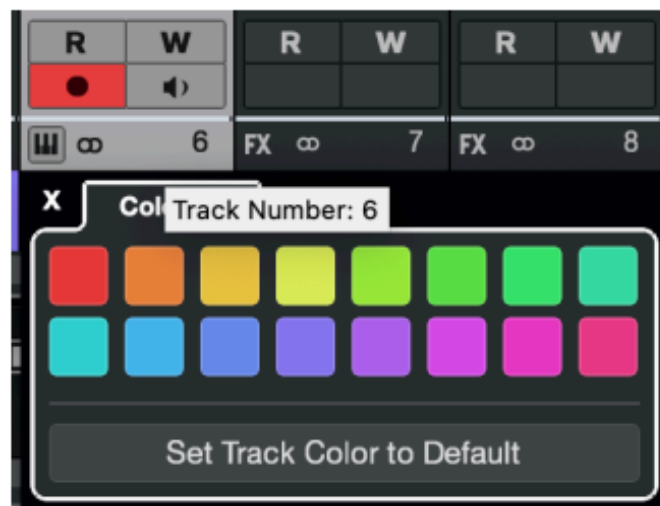 R W R W R W
6 FX 7 FX 8
X Col
Track Number: 6
Set Track Color to Default